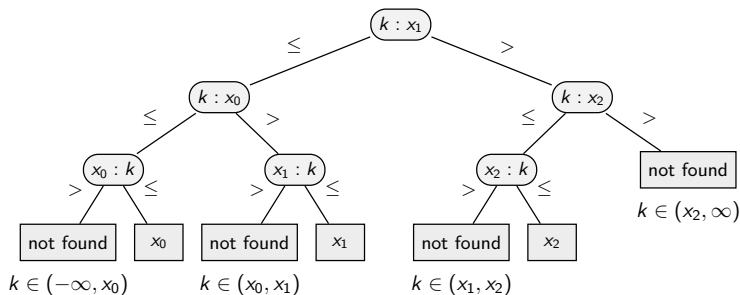 k : x₁
≤ >
k : x₀ k : x₂
≤ > ≤ >
x₀ : k x₁ : k x₂ : k not found
> ≤ > ≤ > ≤
k ∈ (x₂, ∞)
not found x₀ not found x₁ not found x₂
k ∈ (−∞, x₀) k ∈ (x₀, x₁) k ∈ (x₁, x₂)